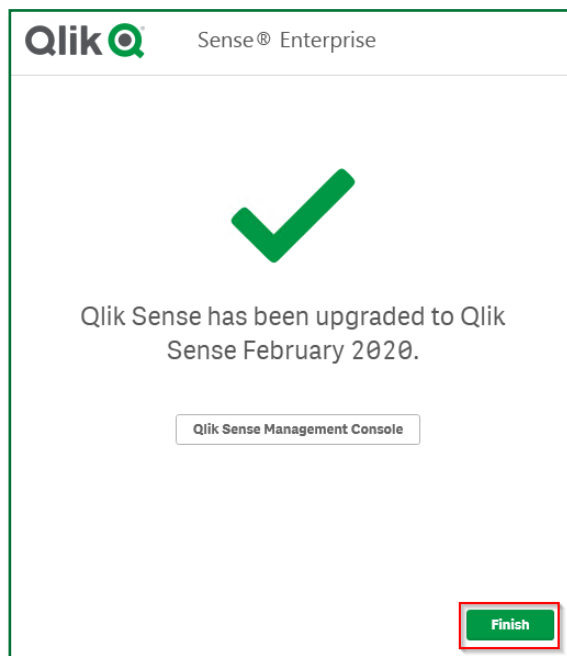 Qlik Sense® Enterprise
Qlik Sense has been upgraded to Qlik
Sense February 2020.
Qlik Sense Management Console
Finish